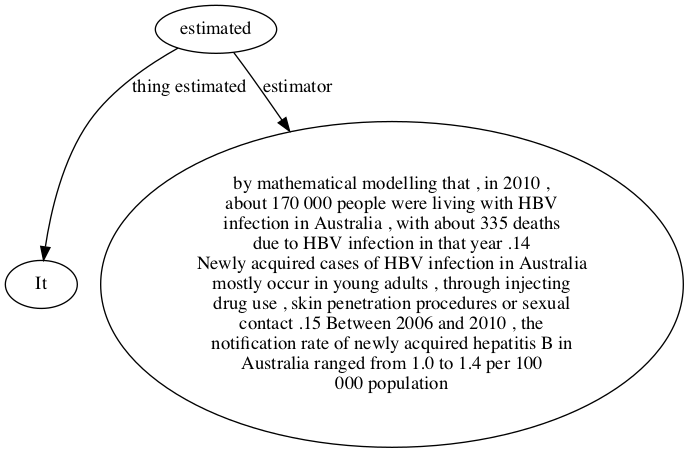 estimated
thing estimated
estimator
by mathematical modelling that , in 2010 ,
about 170 000 people were living with HBV
infection in Australia , with about 335 deaths
due to HBV infection in that year .14
Newly acquired cases of HBV infection in Australia
mostly occur in young adults , through injecting
drug use , skin penetration procedures or sexual
contact .15 Between 2006 and 2010 , the
notification rate of newly acquired hepatitis B in
Australia ranged from 1.0 to 1.4 per 100
000 population
It